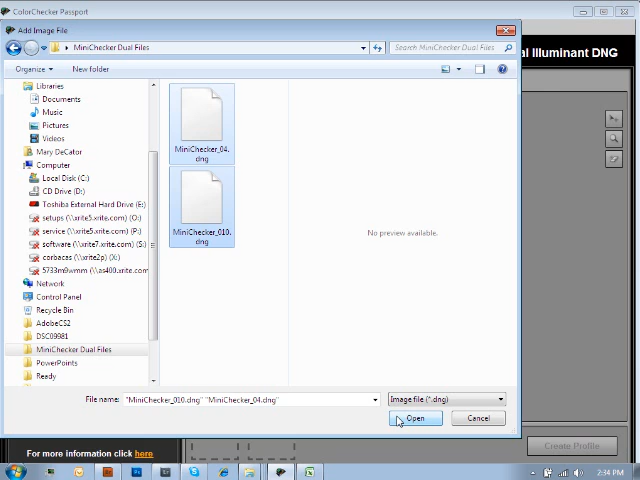 ColorChecker Passport
Add Image File
MiniChecker Dual Files
Search MiniChecker Dual Files
al Illuminant DNG
Organize
New folder
Libraries
Documents
Music
Pictures
Videos
Mary DeCator
Computer
Local Disk (C:)
CD Drive (D:)
Toshiba External Hard Drive (E:)
setups (\\xrite5.xrite.com) (O:)
service (\\xrite5.xrite.com) (P:)
software (\\xrite7.xrite.com) (S:)
corbacas (\\xrite2p) (X:)
5733m9wmm (\\as400.xrite.com)
Network
Control Panel
Recycle Bin
AdobeCS2
DSC09981
MiniChecker Dual Files
PowerPoints
Ready
MiniChecker_04.
dng
MiniChecker_010.
dng
No preview available.
File name:
"MiniChecker_010.dng" "MiniChecker_04.dng"
Image file (*.dng)
Open
Cancel
For more information click here
Create Profile
2:34 PM